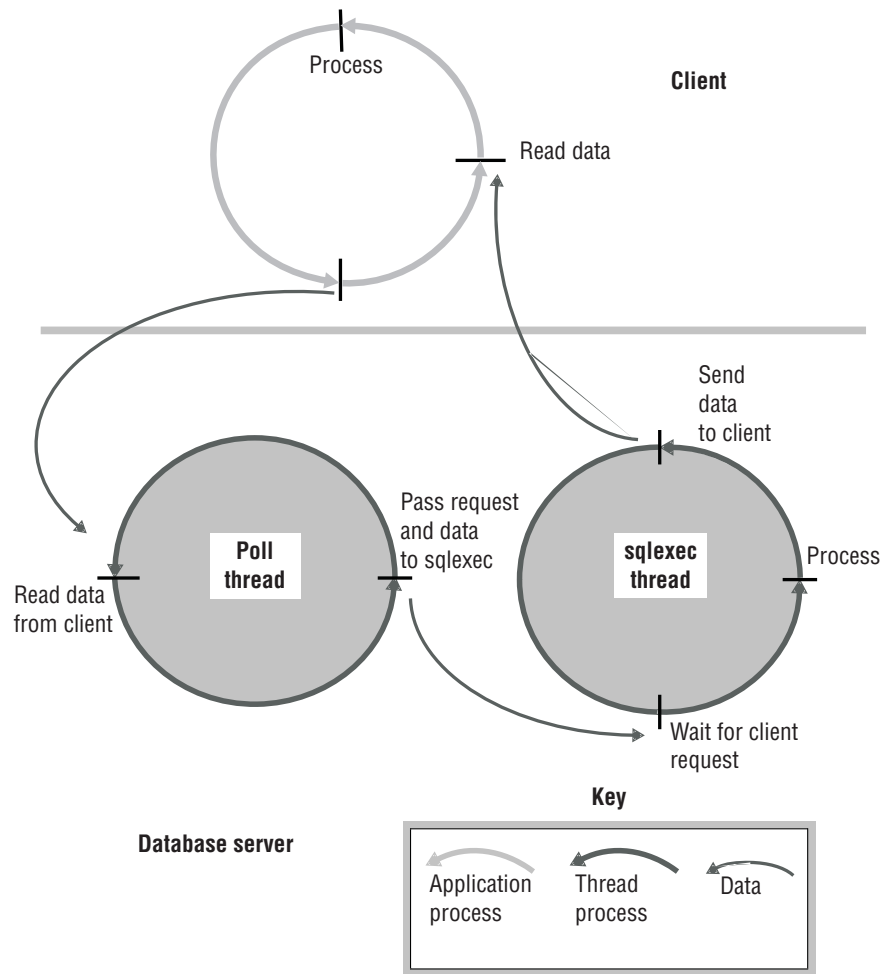 Process
Client
Read data
Send
data
to client
Pass request
and data
to sqlexec
Poll
thread
sqlexec
thread
Process
Read data
from client
Wait for client
request
Key
Database server
Application
process
Thread
process
Data